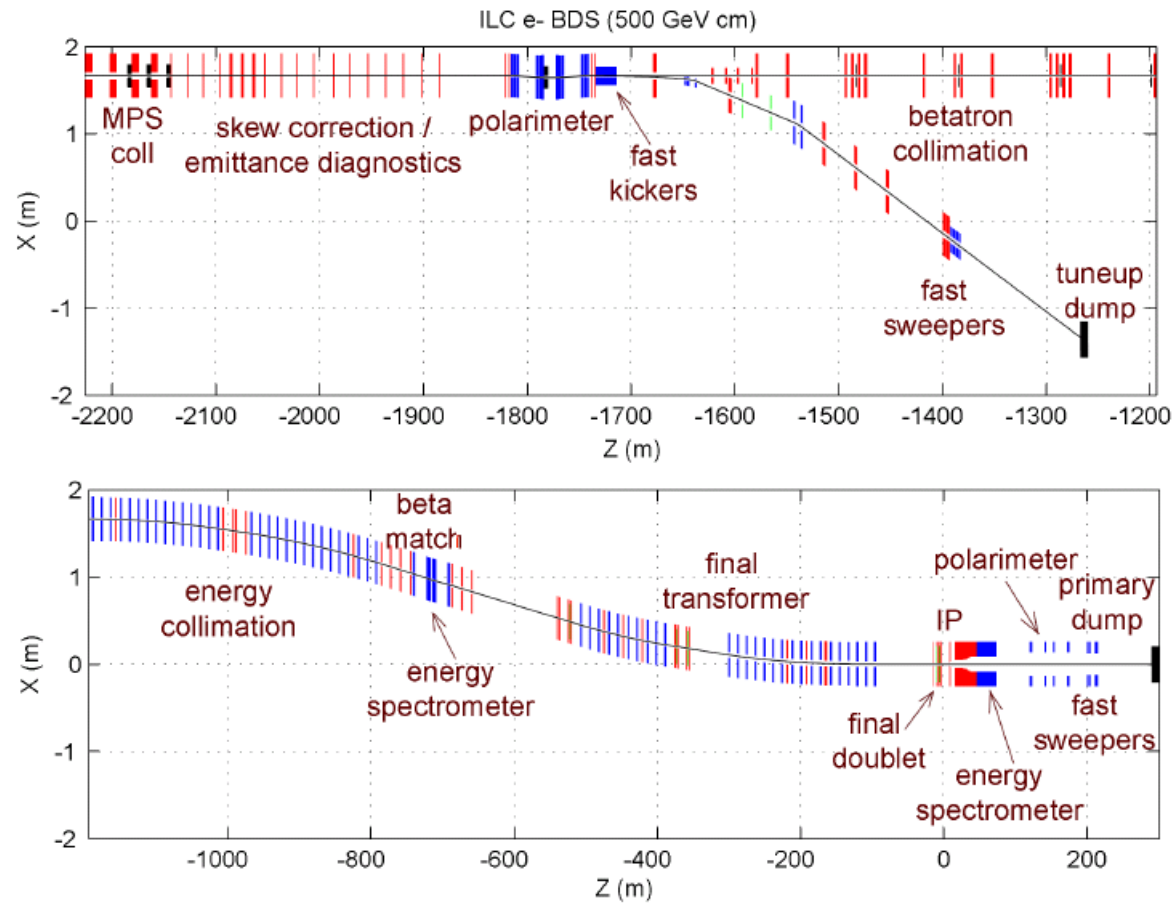 ILC e- BDS (500 GeV cm)
2
1
0
-1
-2
X (m)
MPS
coll
skew correction /
emittance diagnostics
polarimeter
fast
kickers
betatron
collimation
fast
sweepers
tuneup
dump
-2200
-2100
-2000
-1900
-1800
-1700
-1600
-1500
-1400
-1300
-1200
Z (m)
2
1
0
-1
-2
X (m)
energy
collimation
beta
match
energy
spectrometer
final
transformer
IP
polarimeter
primary
dump
final
doublet
energy
spectrometer
fast
sweepers
-1000
-800
-600
-400
-200
0
200
Z (m)